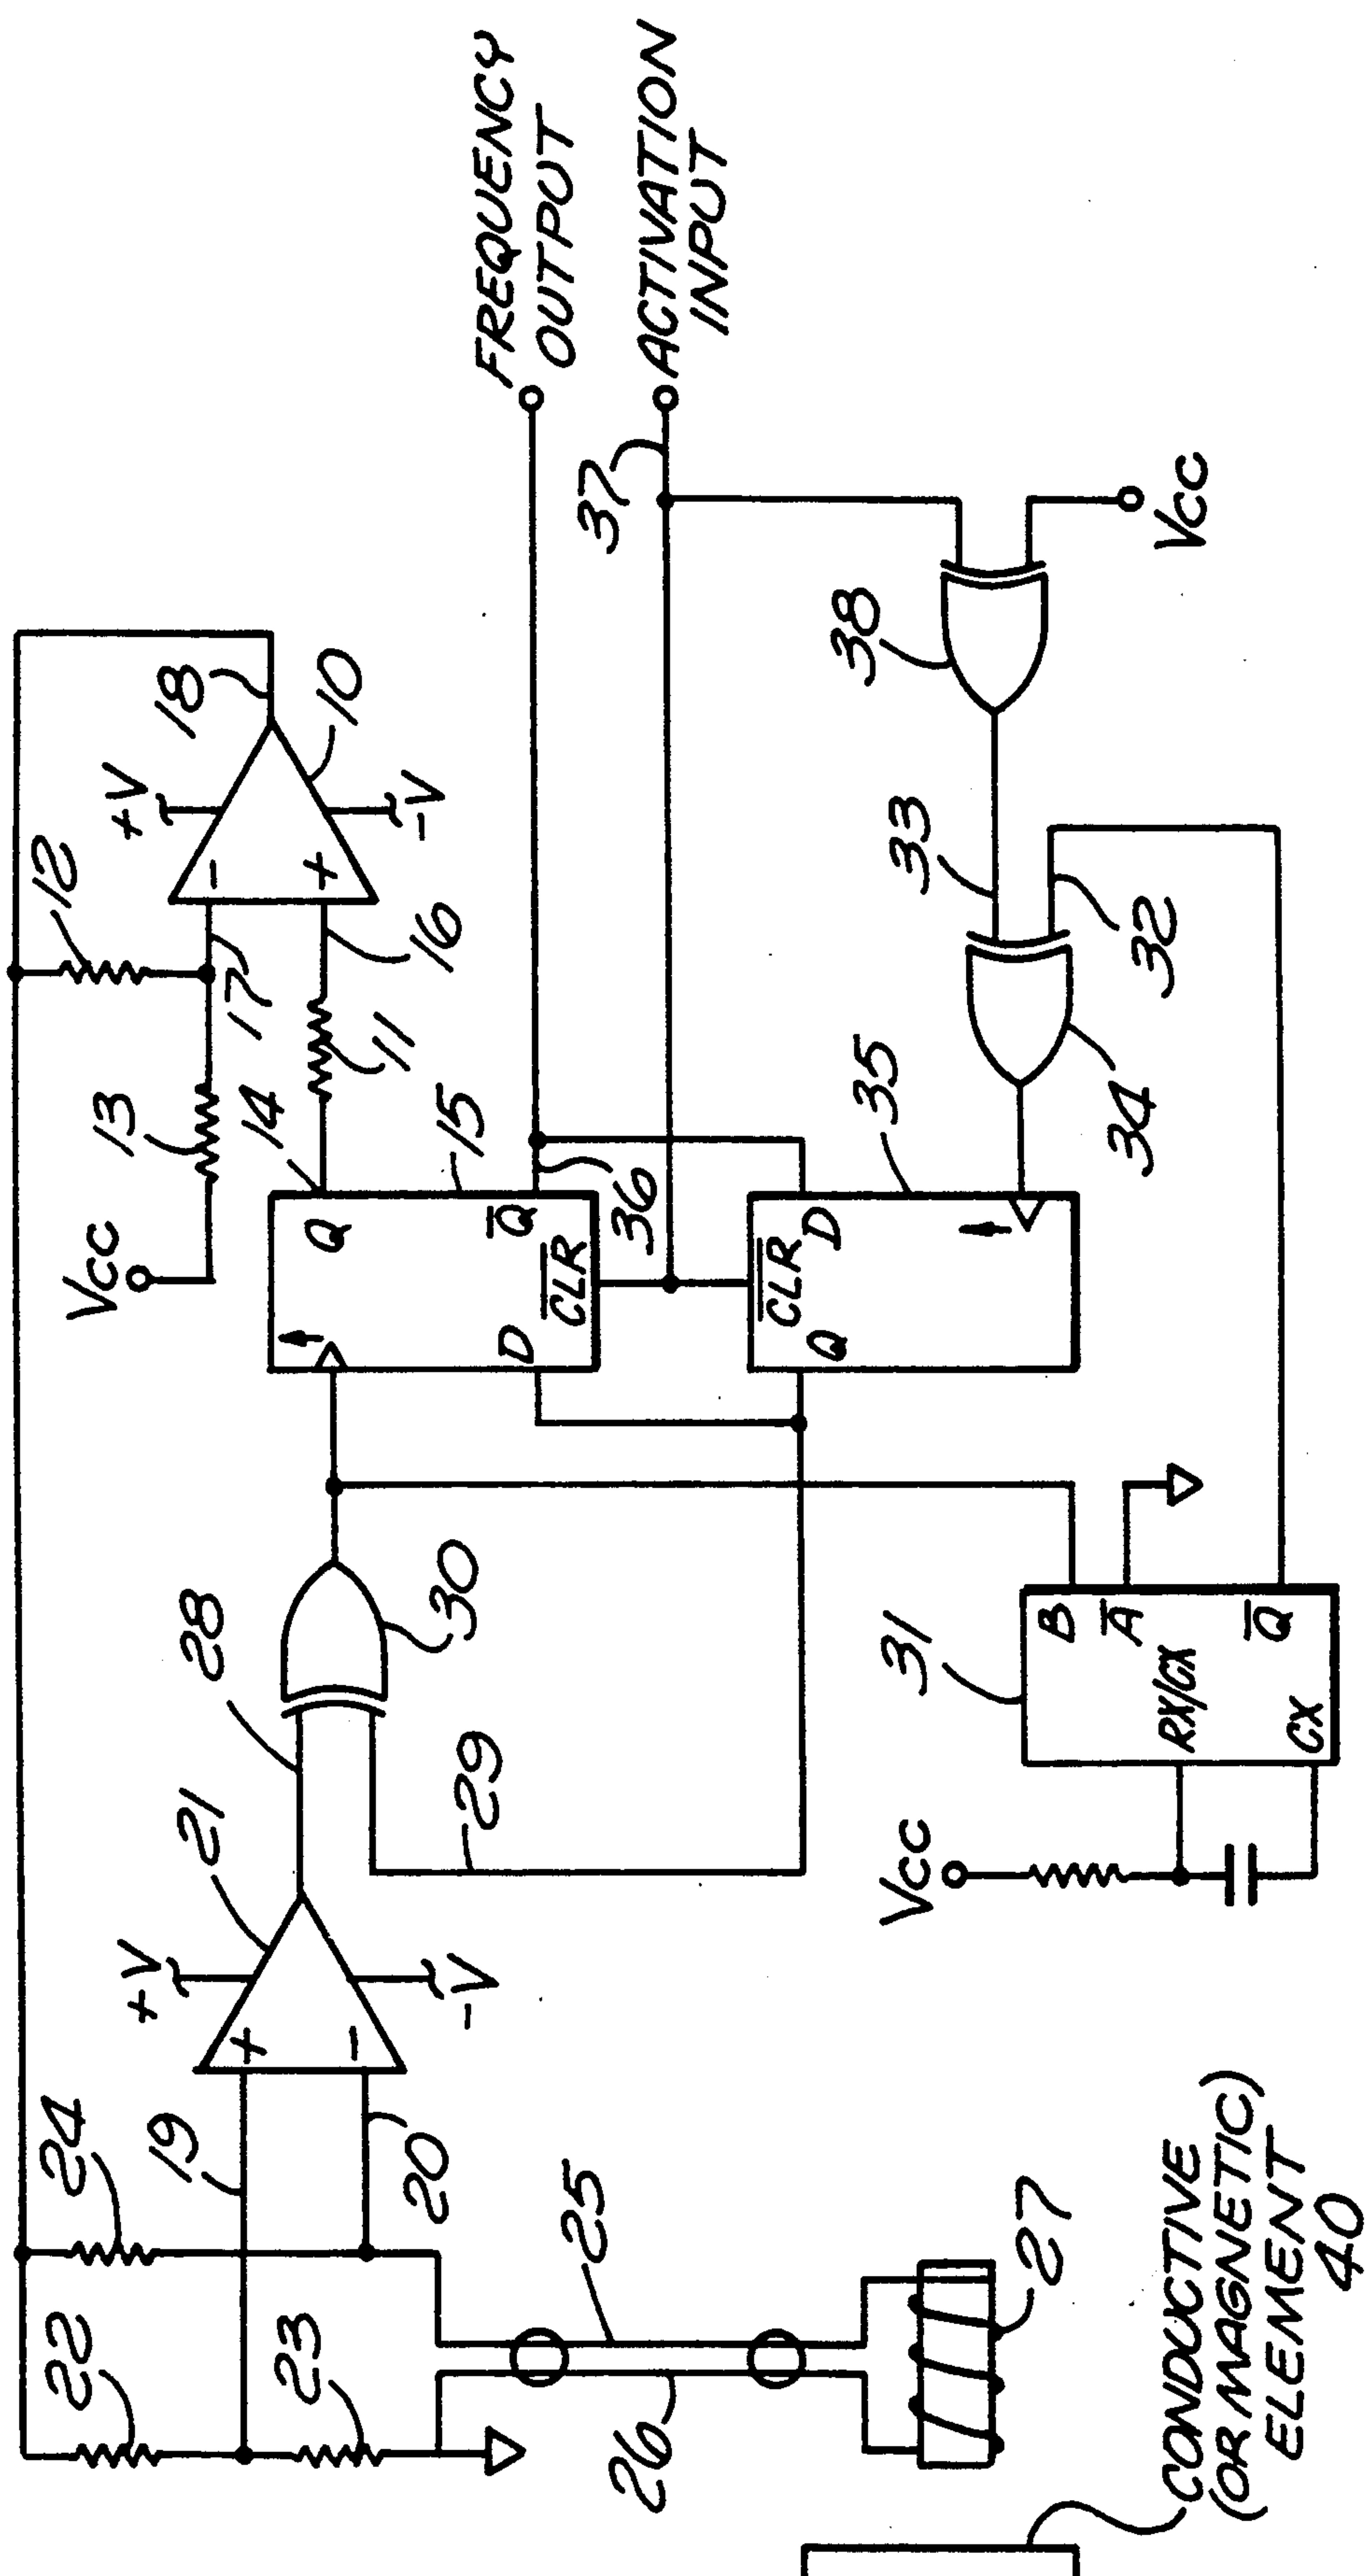 22
24
+V
Vcc
13
12
+V
18
19
21
28
+
−
14
Q
17
−
+
10
23
20
−V
30
15
16
11
−V
D
Q̅
C̅L̅R̅
36
FREQUENCY
OUTPUT
25
26
29
37
ACTIVATION
INPUT
C̅L̅R̅
Q
D
35
38
33
Vcc
31
B
A̅
RX/CX
Q̅
CX
34
32
Vcc
27
CONDUCTIVE
(OR MAGNETIC)
ELEMENT
40